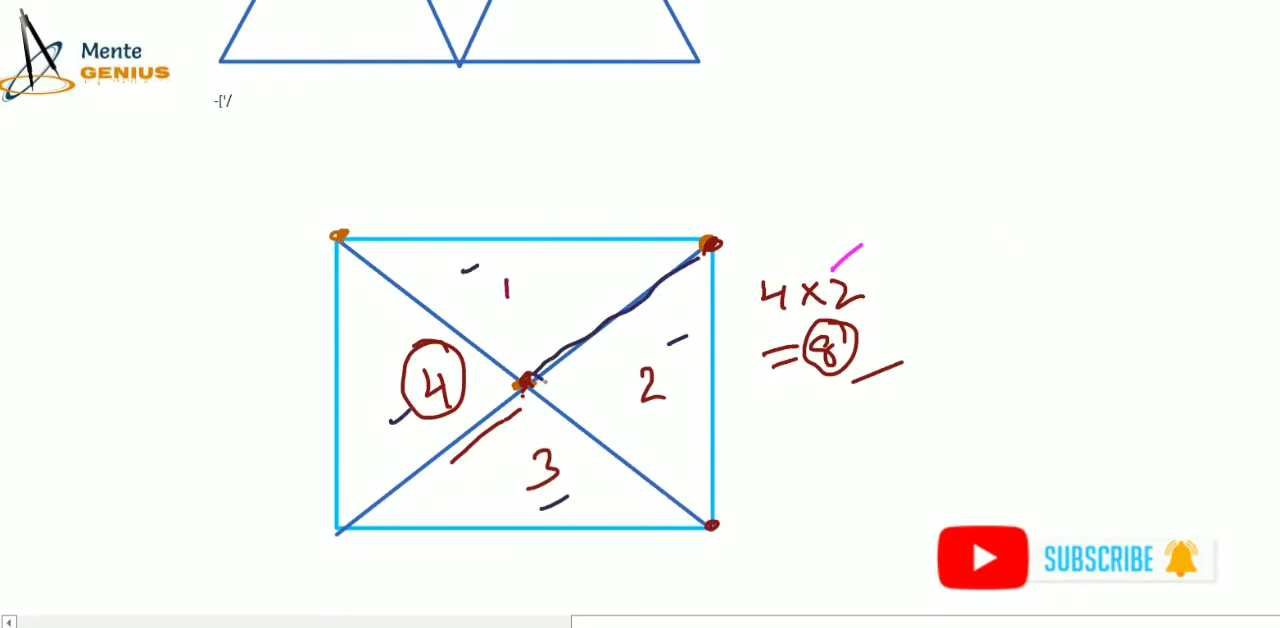 Mente
GENIUS
-['/
1
4 × 2
= 8
4
2
3
SUBSCRIBE